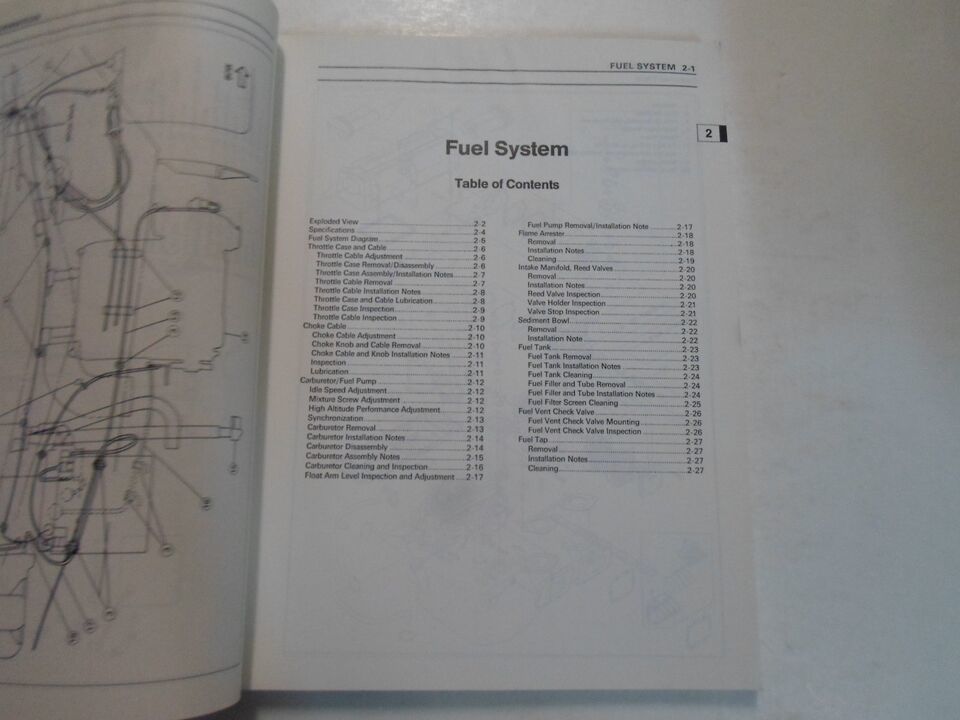 FUEL SYSTEM 2-1
2
Fuel System
Table of Contents
Exploded View 2-2
Specifications 2-4
Fuel System Diagram 2-5
Throttle Case and Cable 2-6
Throttle Cable Adjustment 2-6
Throttle Case Removal/Disassembly 2-6
Throttle Case Assembly/Installation Notes 2-7
Throttle Cable Removal 2-7
Throttle Cable Installation Notes 2-8
Throttle Case and Cable Lubrication 2-8
Throttle Case Inspection 2-9
Throttle Cable Inspection 2-9
Choke Cable 2-10
Choke Cable Adjustment 2-10
Choke Knob and Cable Removal 2-10
Choke Cable and Knob Installation Notes 2-11
Inspection 2-11
Lubrication 2-11
Carburetor/Fuel Pump 2-12
Idle Speed Adjustment 2-12
Mixture Screw Adjustment 2-12
High Altitude Performance Adjustment 2-12
Synchronization 2-13
Carburetor Removal 2-13
Carburetor Installation Notes 2-14
Carburetor Disassembly 2-14
Carburetor Assembly Notes 2-15
Carburetor Cleaning and Inspection 2-16
Float Arm Level Inspection and Adjustment 2-17
Fuel Pump Removal/Installation Note 2-17
Flame Arrester 2-18
Removal 2-18
Installation Notes 2-18
Cleaning 2-19
Intake Manifold, Reed Valves 2-20
Removal 2-20
Installation Notes 2-20
Reed Valve Inspection 2-20
Valve Holder Inspection 2-21
Valve Stop Inspection 2-21
Sediment Bowl 2-22
Removal 2-22
Installation Note 2-22
Fuel Tank 2-23
Fuel Tank Removal 2-23
Fuel Tank Installation Notes 2-23
Fuel Tank Cleaning 2-24
Fuel Filler and Tube Removal 2-24
Fuel Filler and Tube Installation Notes 2-24
Fuel Filter Screen Cleaning 2-25
Fuel Vent Check Valve 2-26
Fuel Vent Check Valve Mounting 2-26
Fuel Vent Check Valve Inspection 2-26
Fuel Tap 2-27
Removal 2-27
Installation Notes 2-27
Cleaning 2-27